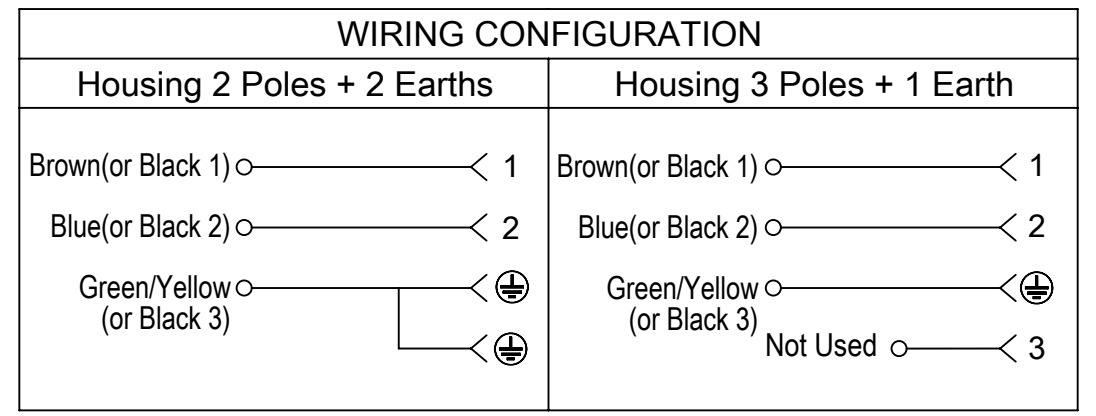 WIRING CONFIGURATION
Housing 2 Poles + 2 Earths
Brown(or Black 1) 1
Blue(or Black 2) 2
Green/Yellow
(or Black 3)
Housing 3 Poles + 1 Earth
Brown(or Black 1) 1
Blue(or Black 2) 2
Green/Yellow
(or Black 3)
Not Used 3